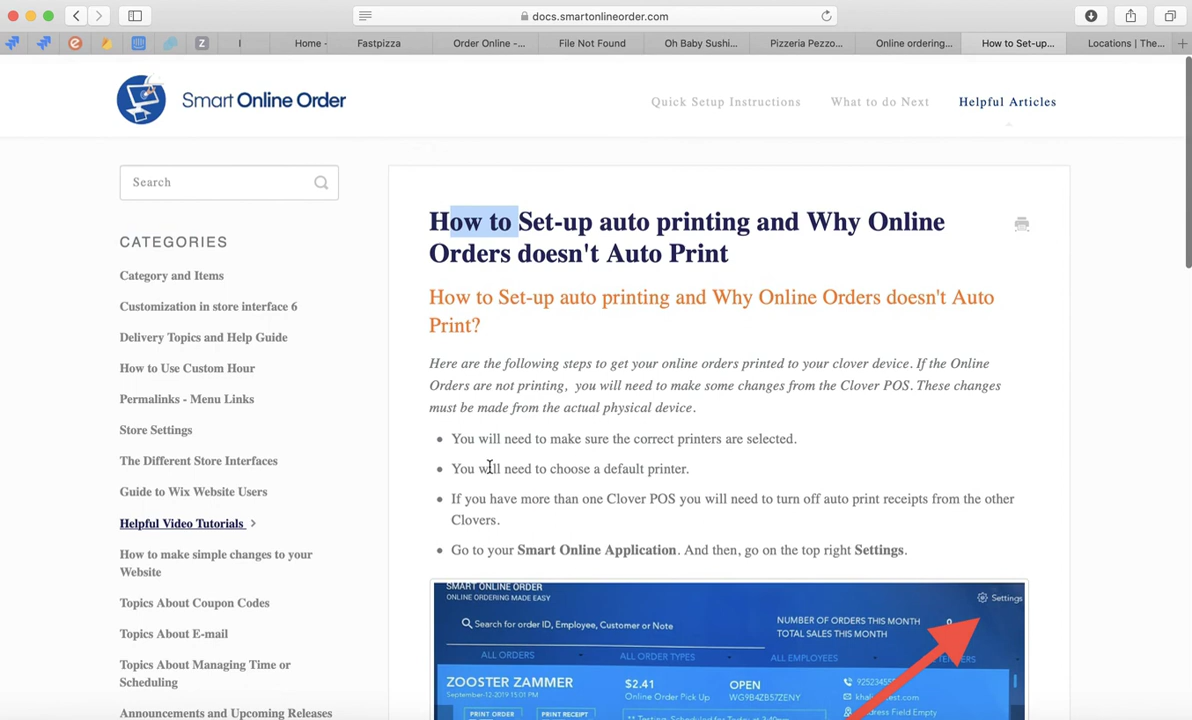 docs.smartonlineorder.com
Home -
Fastpizza
Order Online -...
File Not Found
Oh Baby Sushi...
Pizzeria Pezzo...
Online ordering...
How to Set-up...
Locations | The...
Smart Online Order
Quick Setup Instructions
What to do Next
Helpful Articles
Search
CATEGORIES
Category and Items
Customization in store interface 6
Delivery Topics and Help Guide
How to Use Custom Hour
Permalinks - Menu Links
Store Settings
The Different Store Interfaces
Guide to Wix Website Users
Helpful Video Tutorials
How to make simple changes to your
Website
Topics About Coupon Codes
Topics About E-mail
Topics About Managing Time or
Scheduling
Announcements and Upcoming Releases
How to Set-up auto printing and Why Online
Orders doesn't Auto Print
How to Set-up auto printing and Why Online Orders doesn't Auto
Print?
Here are the following steps to get your online orders printed to your clover device. If the Online
Orders are not printing, you will need to make some changes from the Clover POS. These changes
must be made from the actual physical device.
You will need to make sure the correct printers are selected.
You will need to choose a default printer.
If you have more than one Clover POS you will need to turn off auto print receipts from the other
Clovers.
Go to your Smart Online Application. And then, go on the top right Settings.
SMART ONLINE ORDER
ONLINE ORDERING MADE EASY
Settings
Search for order ID, Employee, Customer or Note
NUMBER OF ORDERS THIS MONTH
TOTAL SALES THIS MONTH
ALL ORDERS
ALL ORDER TYPES
ALL EMPLOYEES
ZOOSTER ZAMMER
September-12-2019 15:01 PM
$2.41
Online Order Pick Up
OPEN
WG9B4ZB57ZENY
Address Field Empty
PRINT ORDER
PRINT RECEIPT